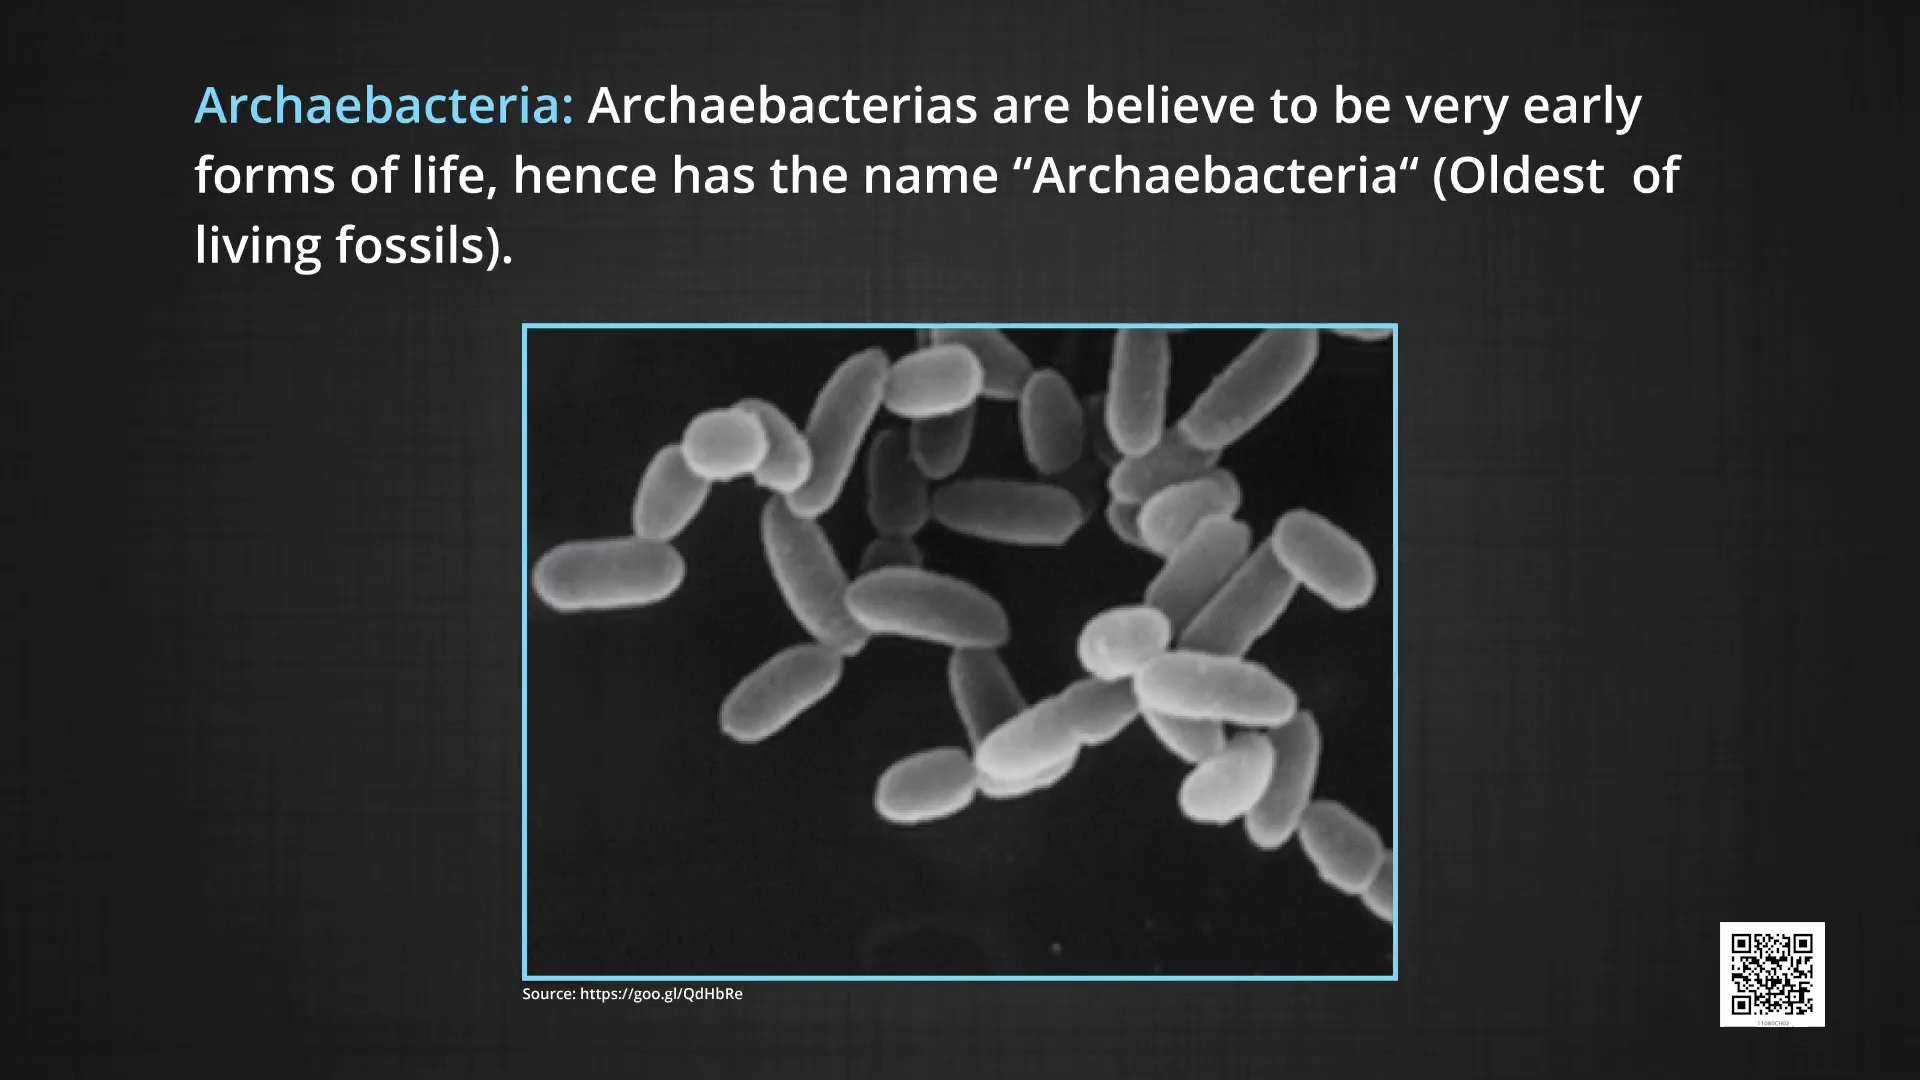 Archaebacteria: Archaebacterias are believe to be very early
forms of life, hence has the name “Archaebacteria“ (Oldest  of
living fossils).
Source: https://goo.gl/QdHbRe
11080CH02